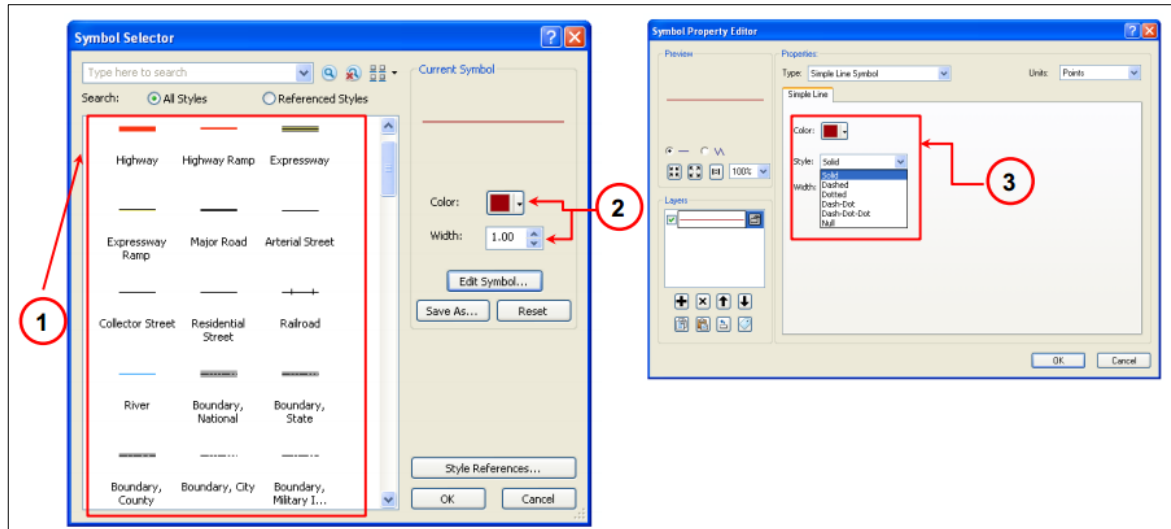 Symbol Selector
Type here to search
Search:
All Styles
Referenced Styles
Highway
Highway Ramp
Expressway
Expressway Ramp
Major Road
Arterial Street
Collector Street
Residential Street
Railroad
River
Boundary, National
Boundary, State
Boundary, County
Boundary, City
Boundary, Military I...
Current Symbol
Color:
Width:
1.00
Edit Symbol...
Save As...
Reset
Style References...
OK
Cancel
1
2
Symbol Property Editor
Preview
100%
Layers
Properties:
Type:
Simple Line Symbol
Units:
Points
Simple Line
Color:
Style:
Solid
Solid
Dashed
Dotted
Dash-Dot
Dash-Dot-Dot
Null
Width:
3
OK
Cancel